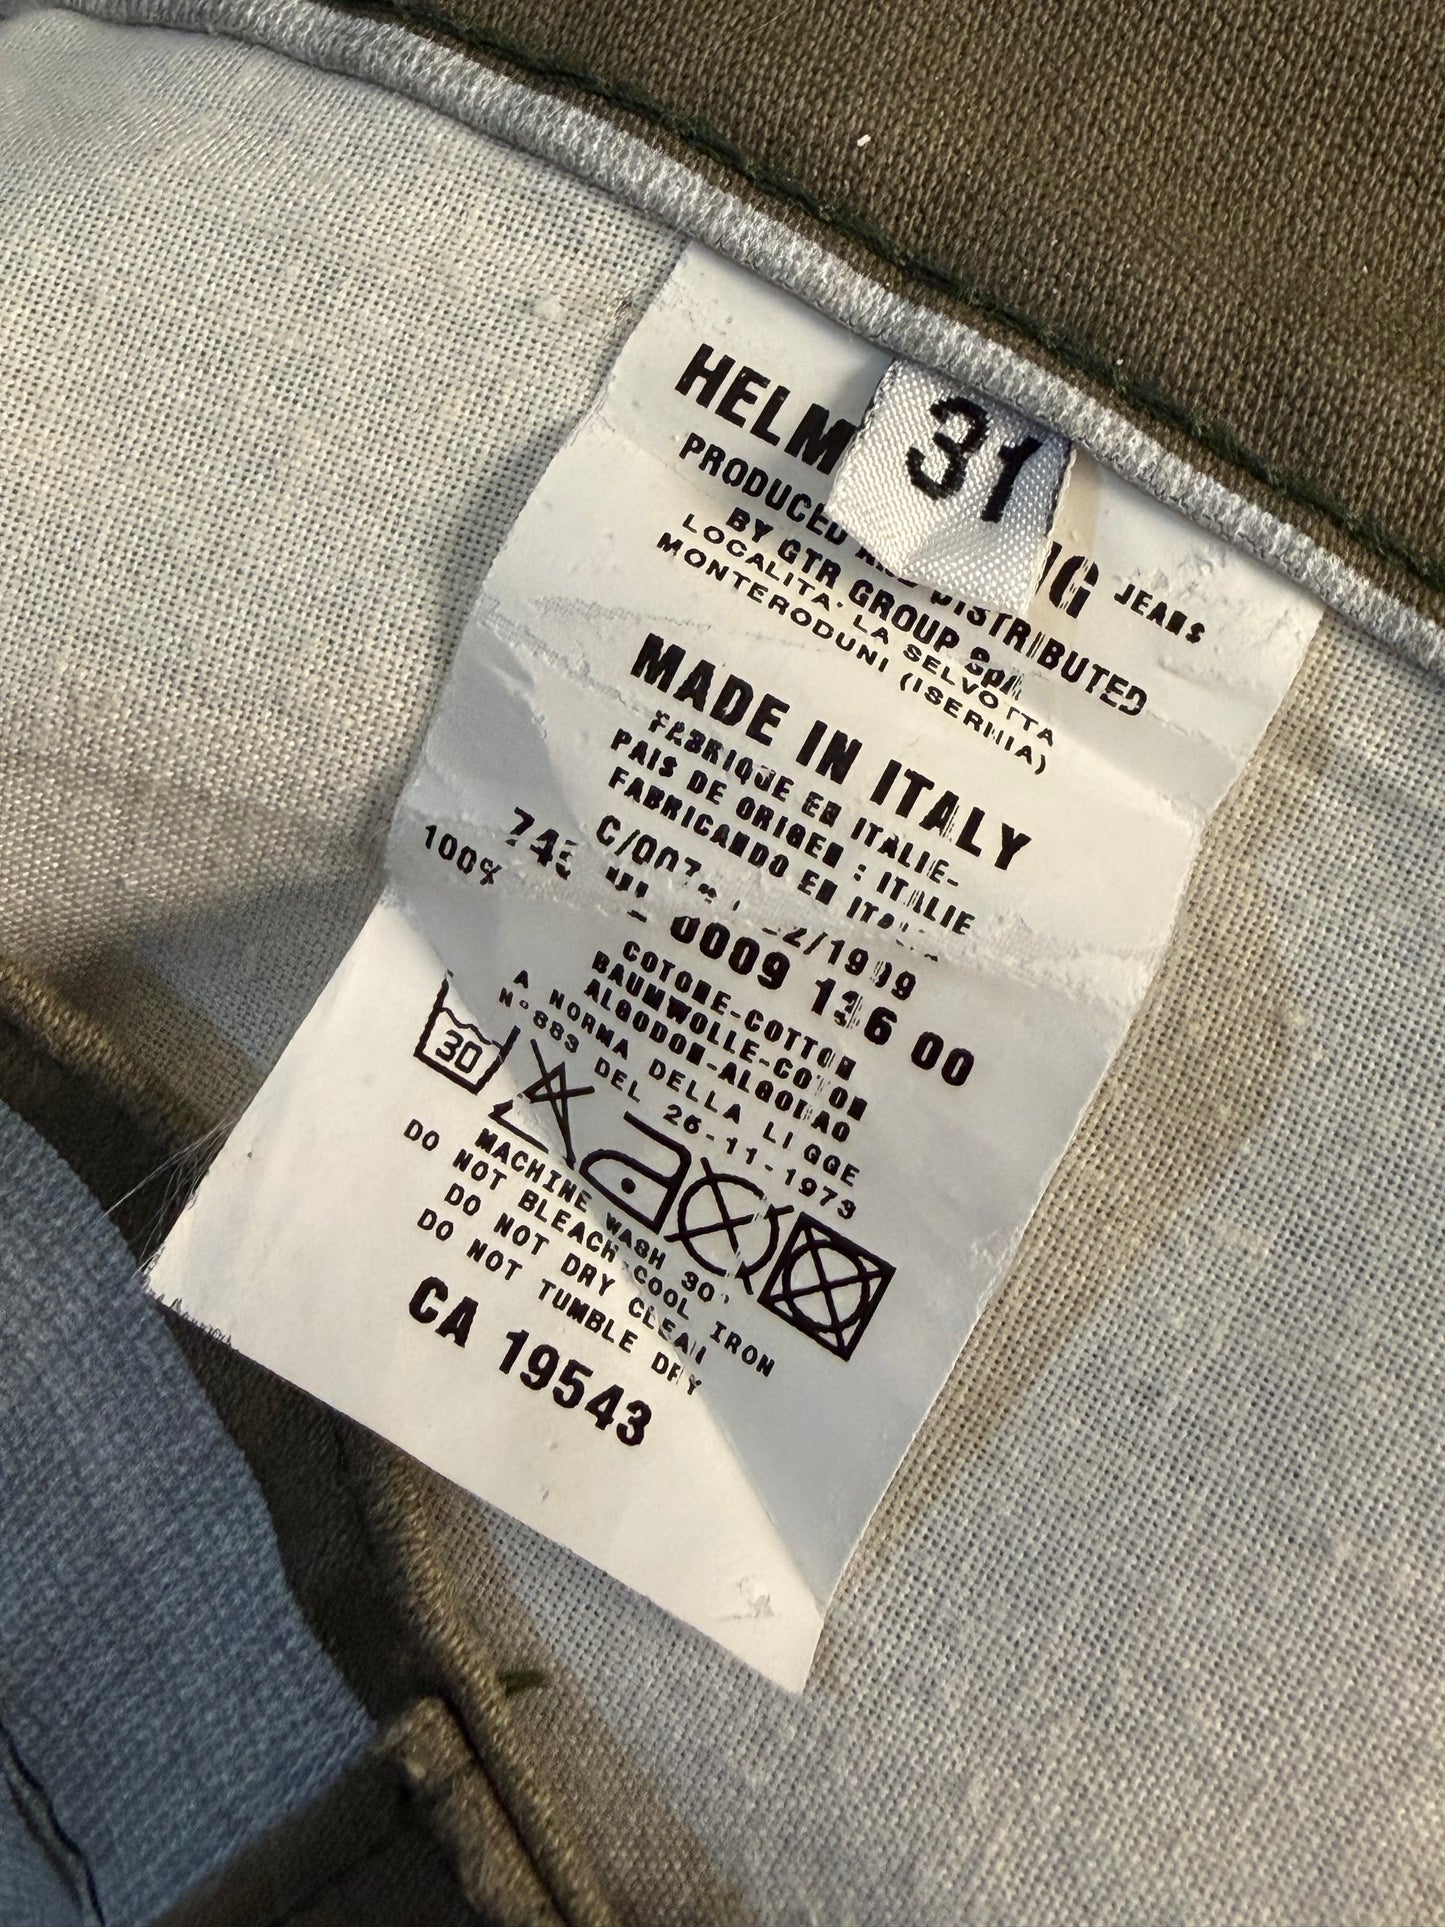 31
HELM NG JEANS
PRODUCED AND DISTRIBUTED
BY GTR GROUP SpA
LOCALITA' LA SELVOTTA
MONTERODUNI (ISERNIA)
MADE IN ITALY
FABRIQUE EN ITALIE-
PAIS DE ORIGEN : ITALIE
FABRICANDO EN
/1999
0009 136 00
100%
COTONE-COTTON
BAUMWOLLE-COTON
ALGODON-ALGODAO
A NORMA DELLA LIGGE
N°883 DEL 26-11-1973
30
MACHINE WASH 30°
DO NOT BLEACH COOL IRON
DO NOT DRY CLEAN
DO NOT TUMBLE DRY
CA 19543